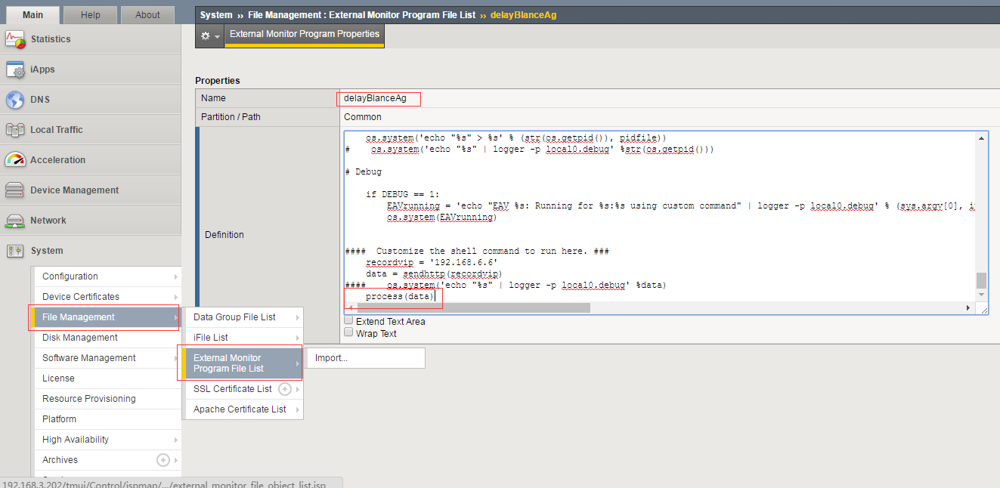 Main
Help
About
System ›› File Management : External Monitor Program File List ›› delayBlanceAg
External Monitor Program Properties
Statistics
iApps
DNS
Local Traffic
Acceleration
Device Management
Network
System
Configuration
Device Certificates
File Management
Disk Management
Software Management
License
Resource Provisioning
Platform
High Availability
Archives
Data Group File List
iFile List
External Monitor
Program File List
SSL Certificate List
Apache Certificate List
Import...
Properties
Name
delayBlanceAg
Partition / Path
Common
Definition
os.system('echo "%s" > %s' % (str(os.getpid()), pidfile))
#    os.system('echo "%s" | logger -p local0.debug' %str(os.getpid()))
# Debug
if DEBUG == 1:
EAVrunning = 'echo "EAV %s: Running for %s:%s using custom command" | logger -p local0.debug' % (sys.argv[0],
os.system(EAVrunning)
####  Customize the shell command to run here. ###
recordvip = '192.168.6.6'
data = sendhttp(recordvip)
####    os.system('echo "%s" | logger -p local0.debug' %data)
process(data)
Extend Text Area
Wrap Text
192.168.3.202/tmui/Control/jspmap/.../external_monitor_file_object_list.jsp